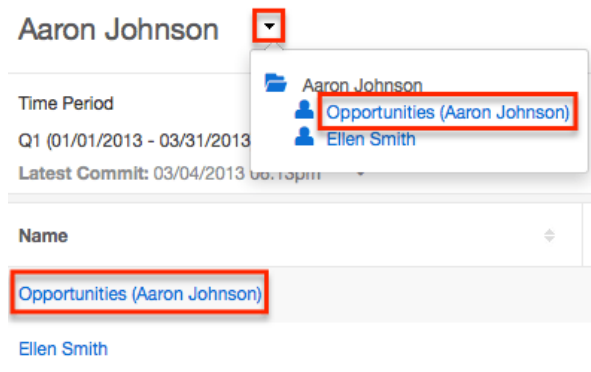 Aaron Johnson
Aaron Johnson
Opportunities (Aaron Johnson)
Ellen Smith
Time Period
Q1 (01/01/2013 - 03/31/2013
Latest Commit: 03/04/2013 06:13pm
Name
Opportunities (Aaron Johnson)
Ellen Smith